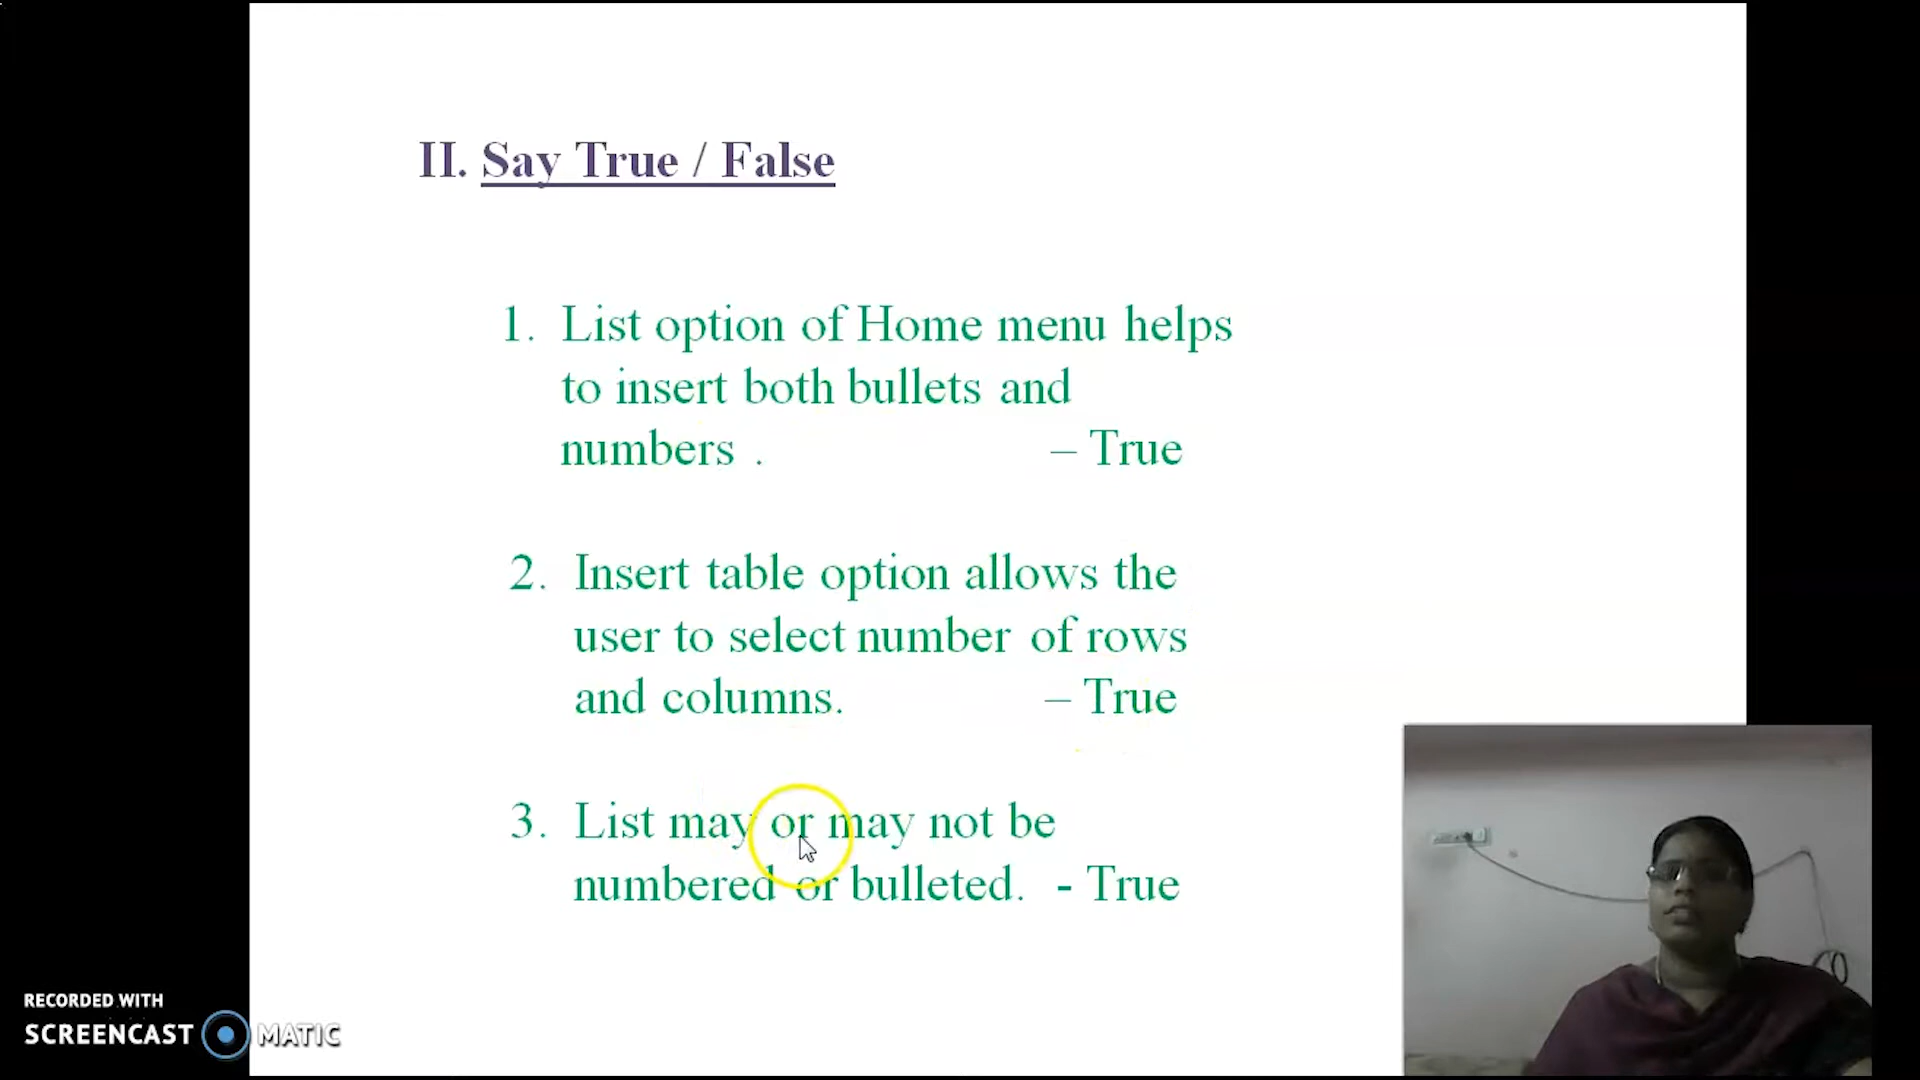 II. Say True / False
1. List option of Home menu helps
to insert both bullets and
numbers . – True
2. Insert table option allows the
user to select number of rows
and columns. – True
3. List may or may not be
numbered or bulleted. - True
RECORDED WITH
SCREENCAST MATIC